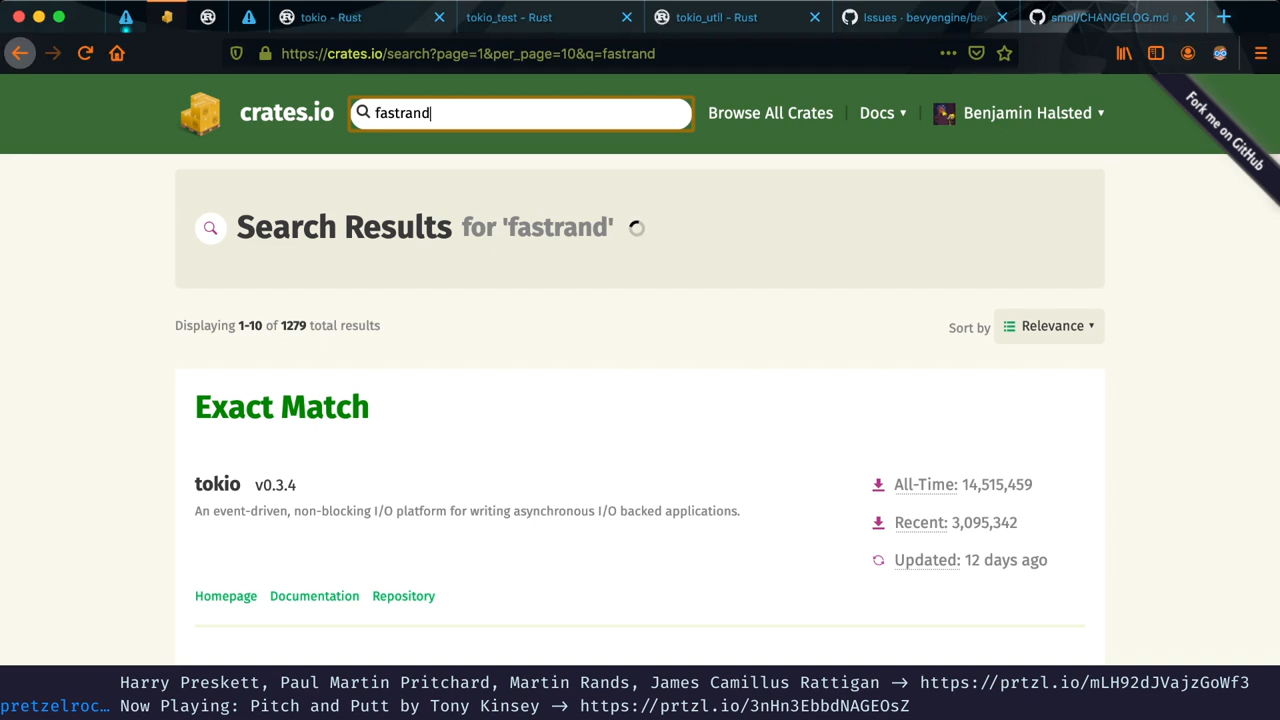 tokio - Rust
tokio_test - Rust
tokio_util - Rust
Issues · bevyengine/bev
smol/CHANGELOG.md
https://crates.io/search?page=1&per_page=10&q=fastrand
crates.io
fastrand
Browse All Crates
Docs
Benjamin Halsted
Fork me on GitHub
Search Results for 'fastrand'
Displaying 1-10 of 1279 total results
Sort by
Relevance
Exact Match
tokio v0.3.4
An event-driven, non-blocking I/O platform for writing asynchronous I/O backed applications.
All-Time: 14,515,459
Recent: 3,095,342
Updated: 12 days ago
Homepage Documentation Repository
Harry Preskett, Paul Martin Pritchard, Martin Rands, James Camillus Rattigan → https://prtzl.io/mLH92dJVajzGoWf3
pretzelroc… Now Playing: Pitch and Putt by Tony Kinsey → https://prtzl.io/3nHn3EbbdNAGEOsZ